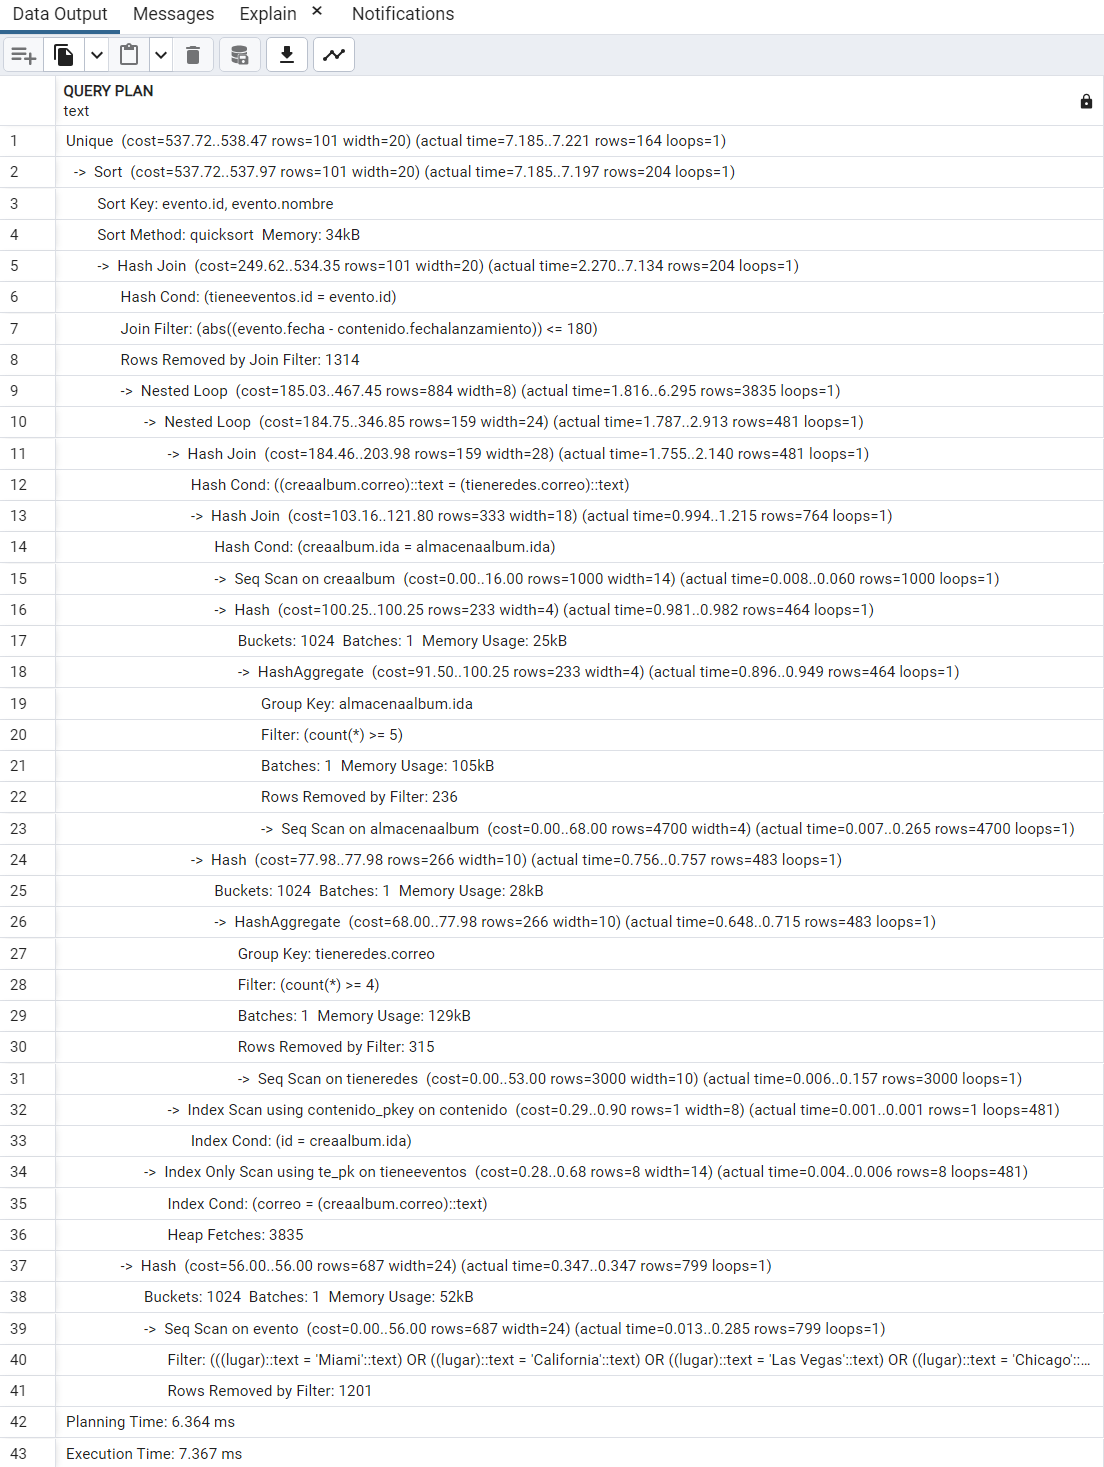 Data Output Messages Explain × Notifications
QUERY PLAN
text
1 Unique (cost=537.72..538.47 rows=101 width=20) (actual time=7.185..7.221 rows=164 loops=1)
2 -> Sort (cost=537.72..537.97 rows=101 width=20) (actual time=7.185..7.197 rows=204 loops=1)
3 Sort Key: evento.id, evento.nombre
4 Sort Method: quicksort Memory: 34kB
5 -> Hash Join (cost=249.62..534.35 rows=101 width=20) (actual time=2.270..7.134 rows=204 loops=1)
6 Hash Cond: (tieneeventos.id = evento.id)
7 Join Filter: (abs((evento.fecha - contenido.fechalanzamiento)) <= 180)
8 Rows Removed by Join Filter: 1314
9 -> Nested Loop (cost=185.03..467.45 rows=884 width=8) (actual time=1.816..6.295 rows=3835 loops=1)
10 -> Nested Loop (cost=184.75..346.85 rows=159 width=24) (actual time=1.787..2.913 rows=481 loops=1)
11 -> Hash Join (cost=184.46..203.98 rows=159 width=28) (actual time=1.755..2.140 rows=481 loops=1)
12 Hash Cond: ((creaalbum.correo)::text = (tieneredes.correo)::text)
13 -> Hash Join (cost=103.16..121.80 rows=333 width=18) (actual time=0.994..1.215 rows=764 loops=1)
14 Hash Cond: (creaalbum.ida = almacenaalbum.ida)
15 -> Seq Scan on creaalbum (cost=0.00..16.00 rows=1000 width=14) (actual time=0.008..0.060 rows=1000 loops=1)
16 -> Hash (cost=100.25..100.25 rows=233 width=4) (actual time=0.981..0.982 rows=464 loops=1)
17 Buckets: 1024 Batches: 1 Memory Usage: 25kB
18 -> HashAggregate (cost=91.50..100.25 rows=233 width=4) (actual time=0.896..0.949 rows=464 loops=1)
19 Group Key: almacenaalbum.ida
20 Filter: (count(*) >= 5)
21 Batches: 1 Memory Usage: 105kB
22 Rows Removed by Filter: 236
23 -> Seq Scan on almacenaalbum (cost=0.00..68.00 rows=4700 width=4) (actual time=0.007..0.265 rows=4700 loops=1)
24 -> Hash (cost=77.98..77.98 rows=266 width=10) (actual time=0.756..0.757 rows=483 loops=1)
25 Buckets: 1024 Batches: 1 Memory Usage: 28kB
26 -> HashAggregate (cost=68.00..77.98 rows=266 width=10) (actual time=0.648..0.715 rows=483 loops=1)
27 Group Key: tieneredes.correo
28 Filter: (count(*) >= 4)
29 Batches: 1 Memory Usage: 129kB
30 Rows Removed by Filter: 315
31 -> Seq Scan on tieneredes (cost=0.00..53.00 rows=3000 width=10) (actual time=0.006..0.157 rows=3000 loops=1)
32 -> Index Scan using contenido_pkey on contenido (cost=0.29..0.90 rows=1 width=8) (actual time=0.001..0.001 rows=1 loops=481)
33 Index Cond: (id = creaalbum.ida)
34 -> Index Only Scan using te_pk on tieneeventos (cost=0.28..0.68 rows=8 width=14) (actual time=0.004..0.006 rows=8 loops=481)
35 Index Cond: (correo = (creaalbum.correo)::text)
36 Heap Fetches: 3835
37 -> Hash (cost=56.00..56.00 rows=687 width=24) (actual time=0.347..0.347 rows=799 loops=1)
38 Buckets: 1024 Batches: 1 Memory Usage: 52kB
39 -> Seq Scan on evento (cost=0.00..56.00 rows=687 width=24) (actual time=0.013..0.285 rows=799 loops=1)
40 Filter: (((lugar)::text = 'Miami'::text) OR ((lugar)::text = 'California'::text) OR ((lugar)::text = 'Las Vegas'::text) OR ((lugar)::text = 'Chicago'::...
41 Rows Removed by Filter: 1201
42 Planning Time: 6.364 ms
43 Execution Time: 7.367 ms